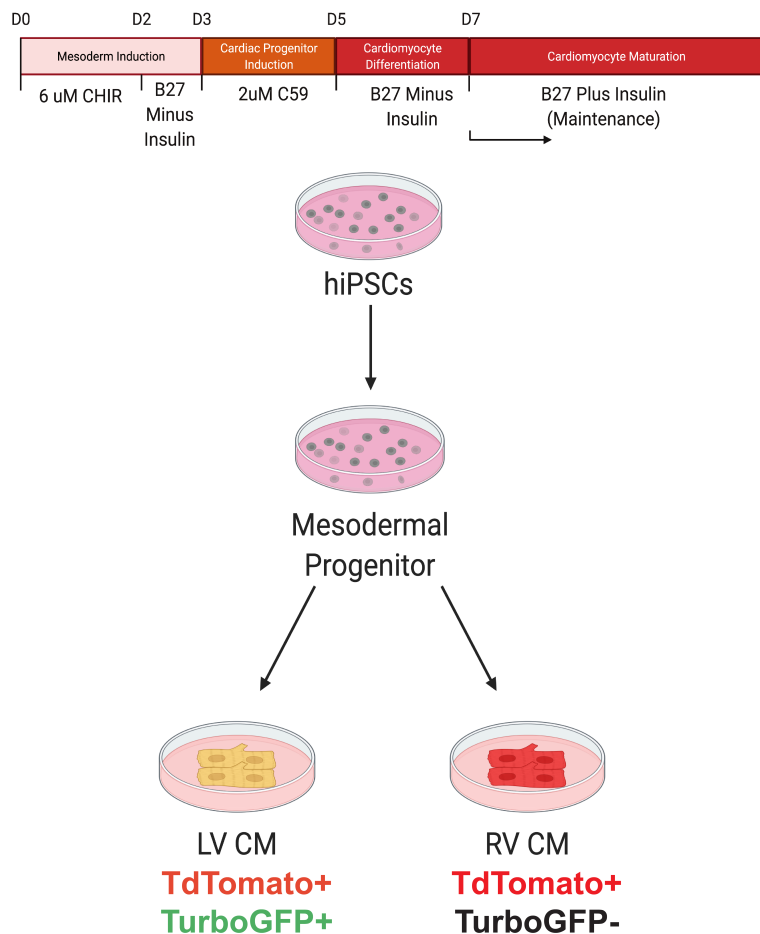 D0 D2 D3 D5 D7
Mesoderm Induction
Cardiac Progenitor
Induction
Cardiomyocyte
Differentiation
Cardiomyocyte Maturation
6 uM CHIR
B27
Minus
Insulin
2uM C59
B27 Minus
Insulin
B27 Plus Insulin
(Maintenance)
hiPSCs
Mesodermal
Progenitor
LV CM
TdTomato+
TurboGFP+
RV CM
TdTomato+
TurboGFP-